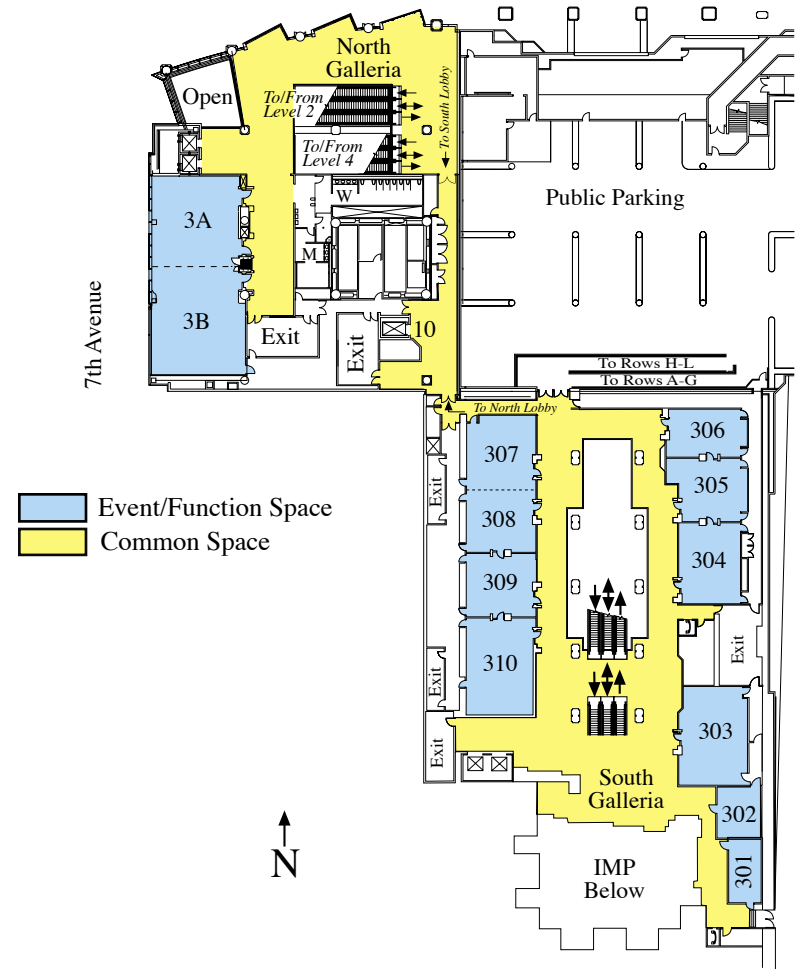 North
Galleria
Open
To/From
Level 2
To/From
Level 4
To South Lobby
W
M
3A
3B
7th Avenue
Exit
Exit
10
Public Parking
To Rows H-L
To Rows A-G
To North Lobby
307
308
309
310
306
305
304
303
302
301
Exit
Exit
Exit
Exit
Event/Function Space
Common Space
South
Galleria
IMP
Below
N